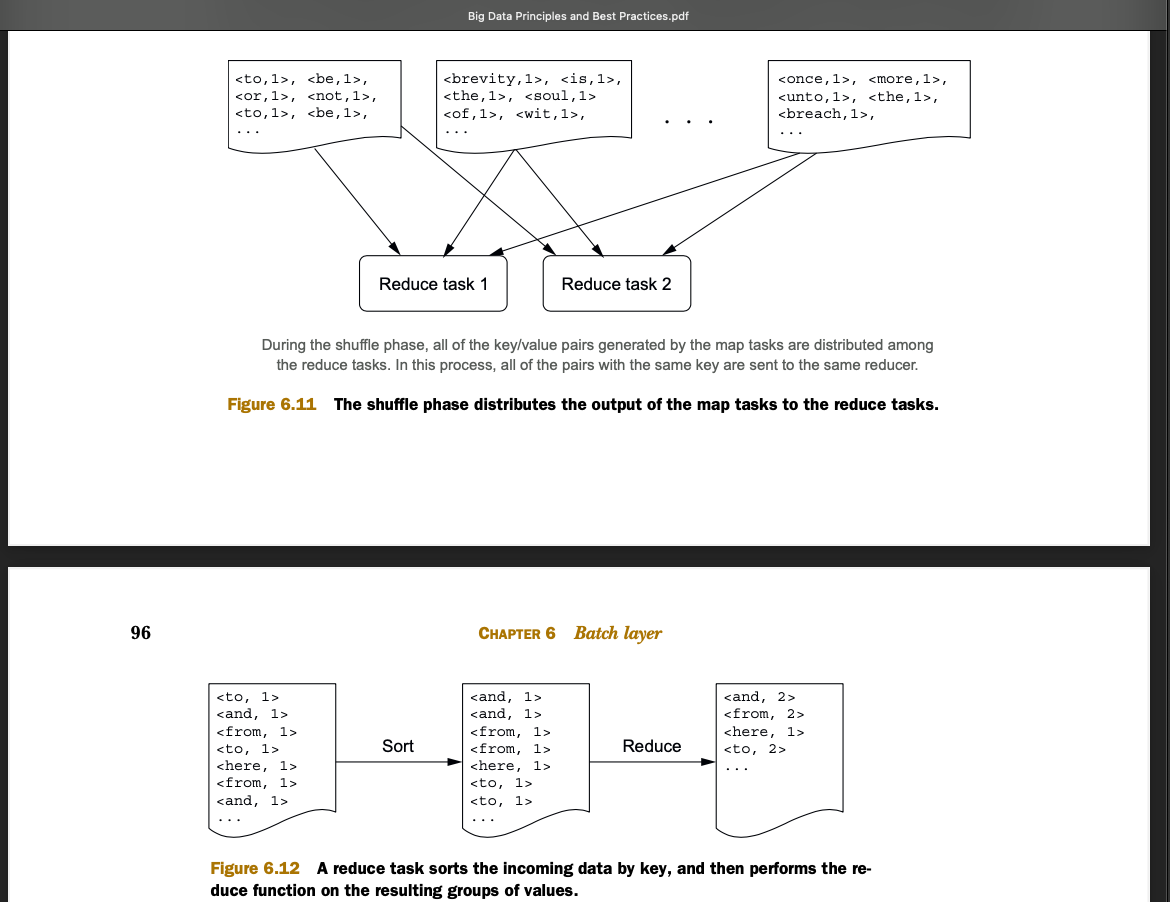 Big Data Principles and Best Practices.pdf
<to,1>, <be,1>,
<or,1>, <not,1>,
<to,1>, <be,1>,
...
<brevity,1>, <is,1>,
<the,1>, <soul,1>
<of,1>, <wit,1>,
...
. . .
<once,1>, <more,1>,
<unto,1>, <the,1>,
<breach,1>,
...
Reduce task 1
Reduce task 2
During the shuffle phase, all of the key/value pairs generated by the map tasks are distributed among
the reduce tasks. In this process, all of the pairs with the same key are sent to the same reducer.
Figure 6.11 The shuffle phase distributes the output of the map tasks to the reduce tasks.
96
CHAPTER 6 Batch layer
<to, 1>
<and, 1>
<from, 1>
<to, 1>
<here, 1>
<from, 1>
<and, 1>
...
Sort
<and, 1>
<and, 1>
<from, 1>
<from, 1>
<here, 1>
<to, 1>
<to, 1>
...
Reduce
<and, 2>
<from, 2>
<here, 1>
<to, 2>
...
Figure 6.12 A reduce task sorts the incoming data by key, and then performs the re-
duce function on the resulting groups of values.